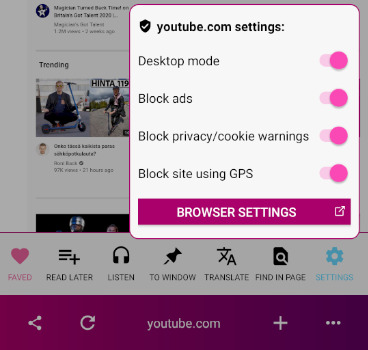 Magician Turned Back Time! on
Britain's Got Talent 2020 |...
Magician's Got Talent
1.2M views • 2 weeks ago
Trending
HINTA 119
Onko tässä kaikista paras
sähköpotkulauta?
Roni Back
97K views • 21 hours ago
youtube.com settings:
Desktop mode
Block ads
Block privacy/cookie warnings
Block site using GPS
BROWSER SETTINGS
FAVED
READ LATER
LISTEN
TO WINDOW
TRANSLATE
FIND IN PAGE
SETTINGS
youtube.com